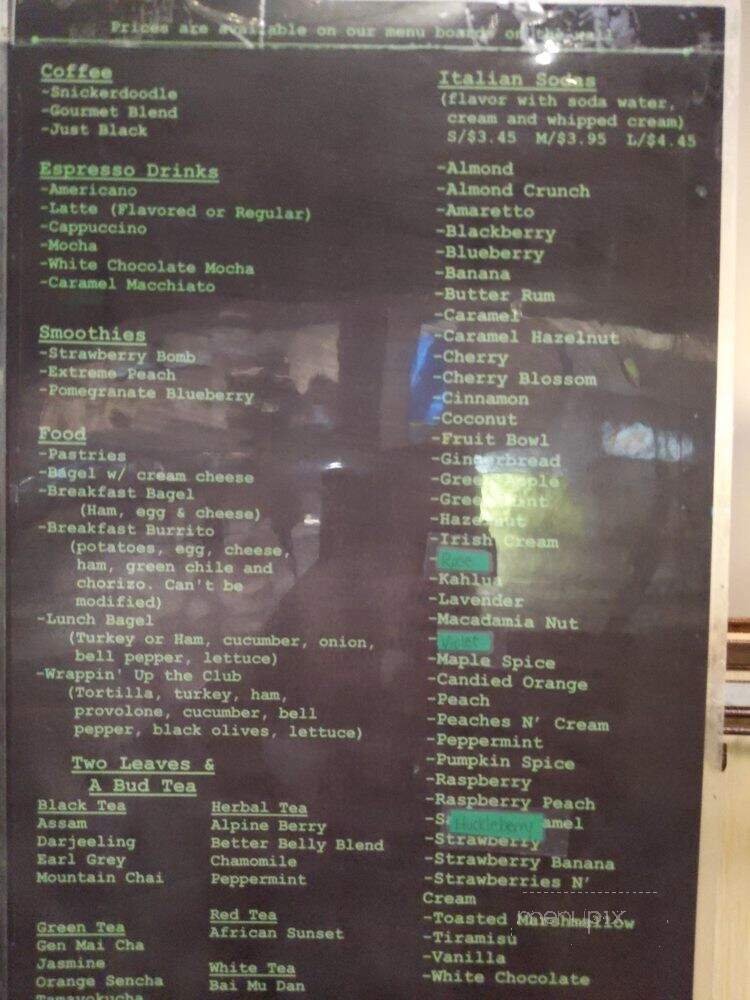 Prices are available on our menu boards on the wall
Coffee
-Snickerdoodle
-Gourmet Blend
-Just Black
Espresso Drinks
-Americano
-Latte (Flavored or Regular)
-Cappuccino
-Mocha
-White Chocolate Mocha
-Caramel Macchiato
Smoothies
-Strawberry Bomb
-Extreme Peach
-Pomegranate Blueberry
Food
-Pastries
-Bagel w/ cream cheese
-Breakfast Bagel
(Ham, egg & cheese)
-Breakfast Burrito
(potatoes, egg, cheese,
ham, green chile and
chorizo. Can't be
modified)
-Lunch Bagel
(Turkey or Ham, cucumber, onion,
bell pepper, lettuce)
-Wrappin' Up the Club
(Tortilla, turkey, ham,
provolone, cucumber, bell
pepper, black olives, lettuce)
Two Leaves &
A Bud Tea
Black Tea
Assam
Darjeeling
Earl Grey
Mountain Chai
Green Tea
Gen Mai Cha
Jasmine
Orange Sencha
Tamayokucha
Herbal Tea
Alpine Berry
Better Belly Blend
Chamomile
Peppermint
Red Tea
African Sunset
White Tea
Bai Mu Dan
Italian Sodas
(flavor with soda water,
cream and whipped cream)
S/$3.45 M/$3.95 L/$4.45
-Almond
-Almond Crunch
-Amaretto
-Blackberry
-Blueberry
-Banana
-Butter Rum
-Caramel
-Caramel Hazelnut
-Cherry
-Cherry Blossom
-Cinnamon
-Coconut
-Fruit Bowl
-Gingerbread
-Green Apple
-Green Mint
-Hazelnut
-Irish Cream
Rose
-Kahlua
-Lavender
-Macadamia Nut
-Violet
-Maple Spice
-Candied Orange
-Peach
-Peaches N' Cream
-Peppermint
-Pumpkin Spice
-Raspberry
-Raspberry Peach
Huckleberry
-Strawberry
-Strawberry Banana
-Strawberries N'
Cream
-Toasted Marshmallow
-Tiramisu
-Vanilla
-White Chocolate
menupix